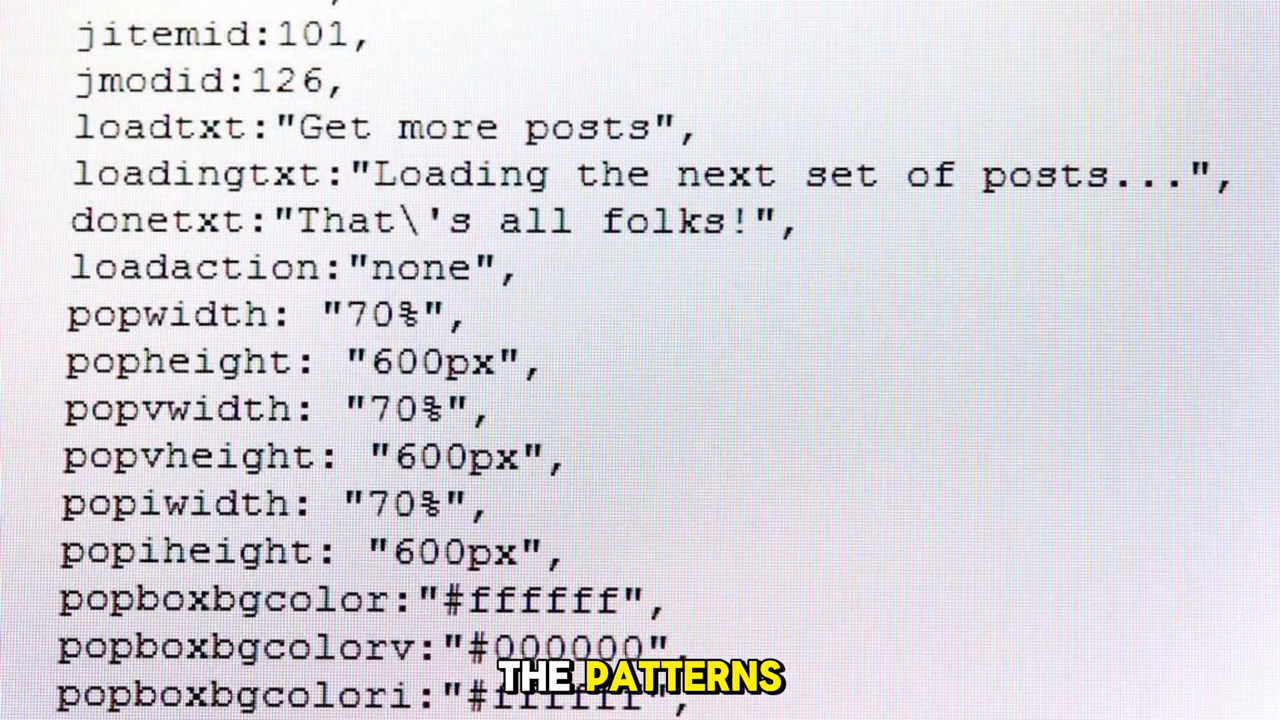 jitemid:101,
jmodid:126,
loadtxt:"Get more posts",
loadingtxt:"Loading the next set of posts...",
donetxt:"That\'s all folks!",
loadaction:"none",
popwidth: "70%",
popheight: "600px",
popvwidth: "70%",
popvheight: "600px",
popiwidth: "70%",
popiheight: "600px",
popboxbgcolor:"#ffffff",
popboxbgcolorv:"#000000",
popboxbgcolori:"#ffffff",
THE PATTERNS